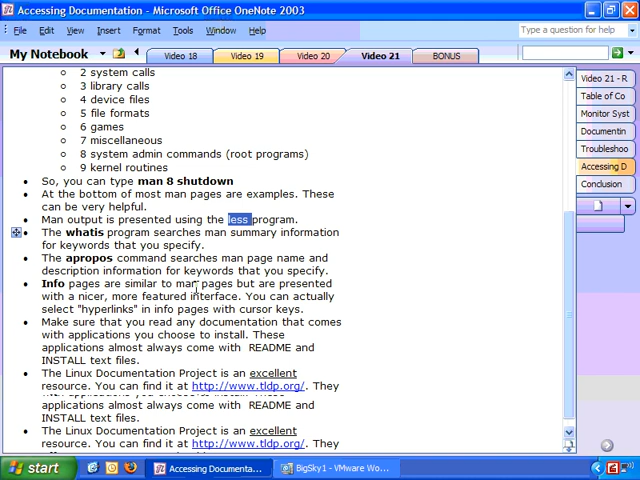 Accessing Documentation - Microsoft Office OneNote 2003
File Edit View Insert Format Tools Window Help
Type a question for help
My Notebook
Video 18
Video 19
Video 20
Video 21
BONUS
2 system calls
3 library calls
4 device files
5 file formats
6 games
7 miscellaneous
8 system admin commands (root programs)
9 kernel routines
So, you can type man 8 shutdown
At the bottom of most man pages are examples. These
can be very helpful.
Man output is presented using the less program.
The whatis program searches man summary information
for keywords that you specify.
The apropos command searches man page name and
description information for keywords that you specify.
Info pages are similar to man pages but are presented
with a nicer, more featured interface. You can actually
select "hyperlinks" in info pages with cursor keys.
Make sure that you read any documentation that comes
with applications you choose to install. These
applications almost always come with README and
INSTALL text files.
The Linux Documentation Project is an excellent
resource. You can find it at http://www.tldp.org/. They
applications almost always come with README and
INSTALL text files.
The Linux Documentation Project is an excellent
resource. You can find it at http://www.tldp.org/. They
Video 21 - R
Table of Co
Monitor Syst
Documentin
Troubleshoo
Accessing D
Conclusion
start
Accessing Documenta...
BigSky1 - VMware Wo...